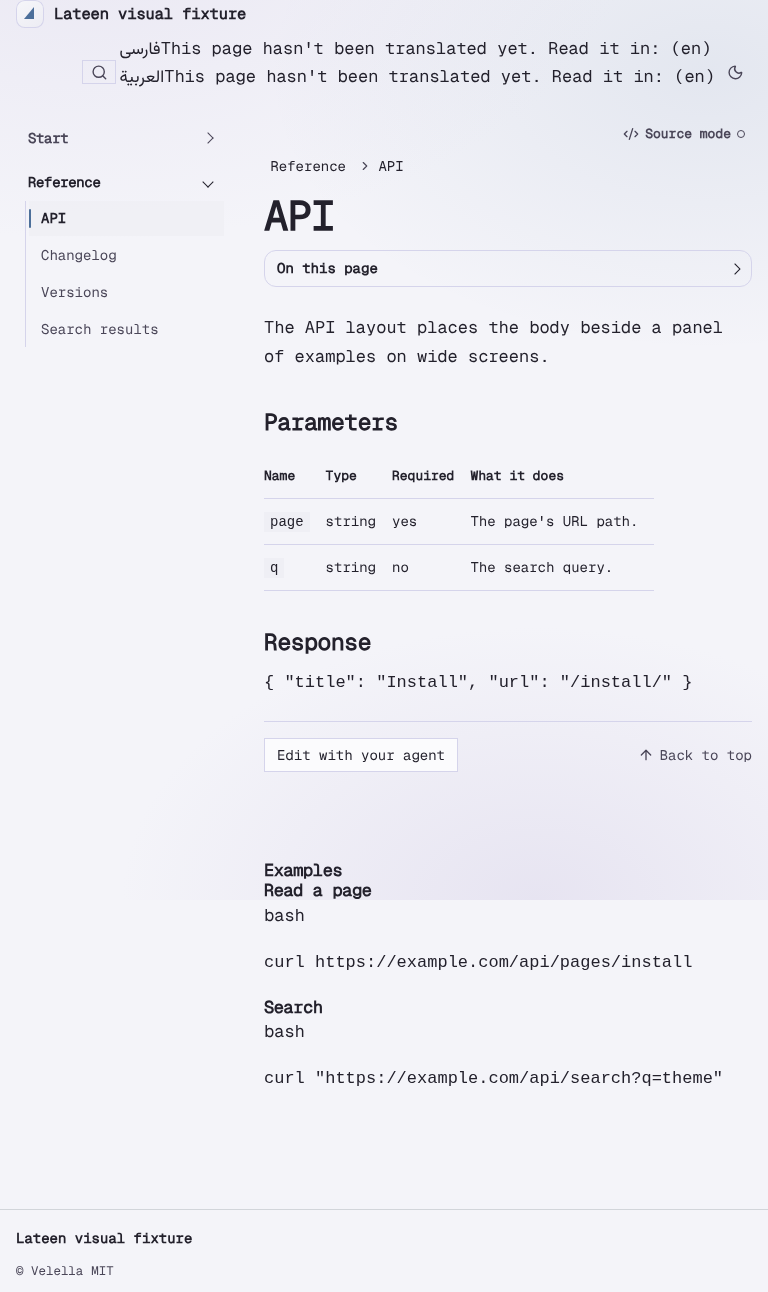 Lateen visual fixture
فارسیThis page hasn't been translated yet. Read it in: (en)
العربيةThis page hasn't been translated yet. Read it in: (en)
Start
Reference
API
Changelog
Versions
Search results
Source mode
Reference > API
API
On this page
The API layout places the body beside a panel
of examples on wide screens.
Parameters
Name Type Required What it does
page string yes The page's URL path.
q string no The search query.
Response
{ "title": "Install", "url": "/install/" }
Edit with your agent
↑ Back to top
Examples
Read a page
bash
curl https://example.com/api/pages/install
Search
bash
curl "https://example.com/api/search?q=theme"
Lateen visual fixture
© Velella MIT